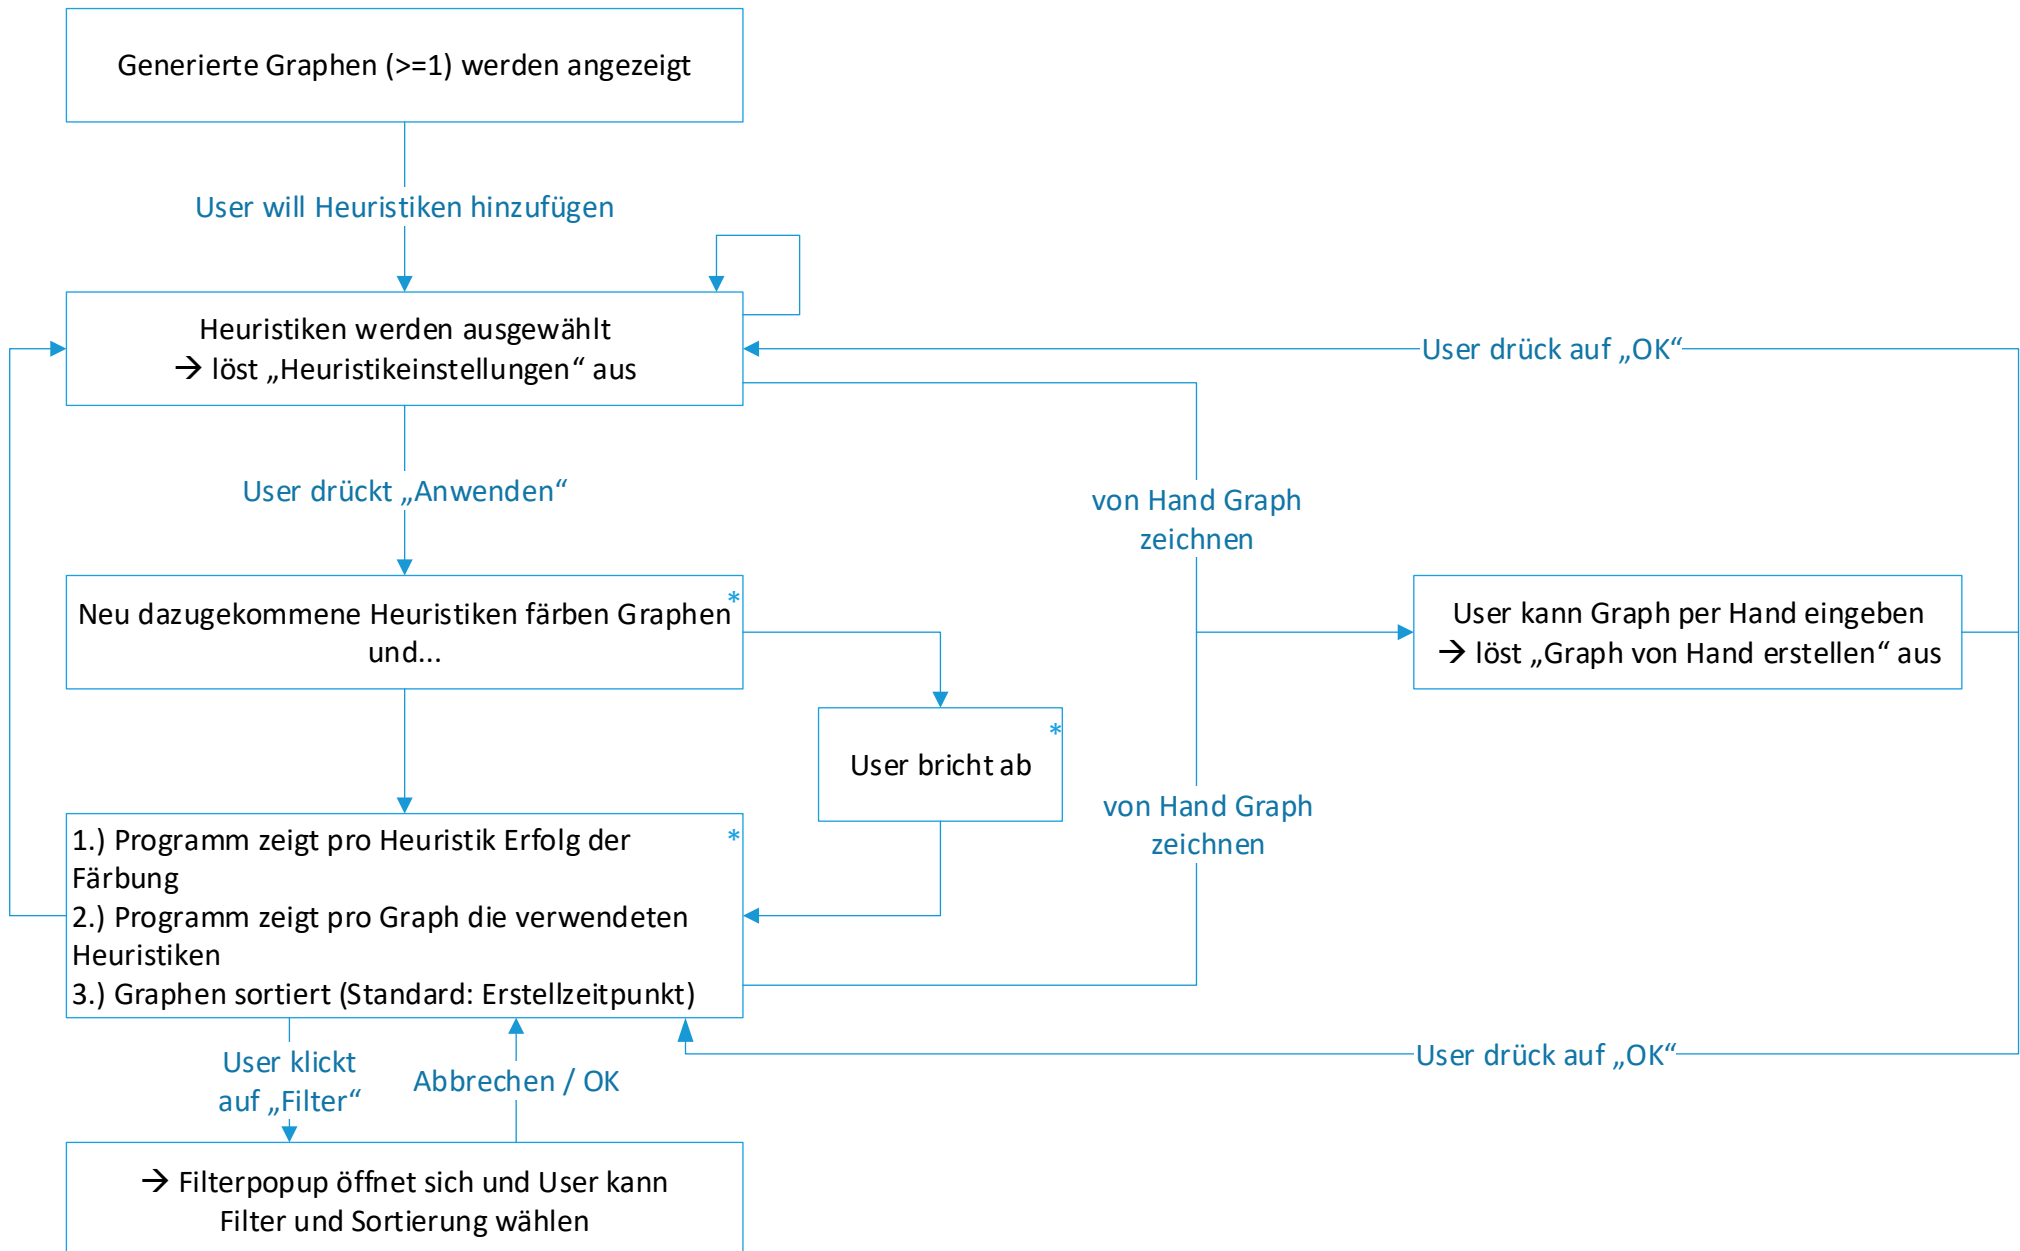 Generierte Graphen (>=1) werden angezeigt
User will Heuristiken hinzufügen
Heuristiken werden ausgewählt
→ löst „Heuristikeinstellungen“ aus
User drück auf „OK“
User drückt „Anwenden“
von Hand Graph
zeichnen
Neu dazugekommene Heuristiken färben Graphen
und...
*
User kann Graph per Hand eingeben
→ löst „Graph von Hand erstellen“ aus
User bricht ab
*
von Hand Graph
zeichnen
1.) Programm zeigt pro Heuristik Erfolg der
Färbung
2.) Programm zeigt pro Graph die verwendeten
Heuristiken
3.) Graphen sortiert (Standard: Erstellzeitpunkt)
*
User klickt
auf „Filter“
Abbrechen / OK
User drück auf „OK“
→ Filterpopup öffnet sich und User kann
Filter und Sortierung wählen